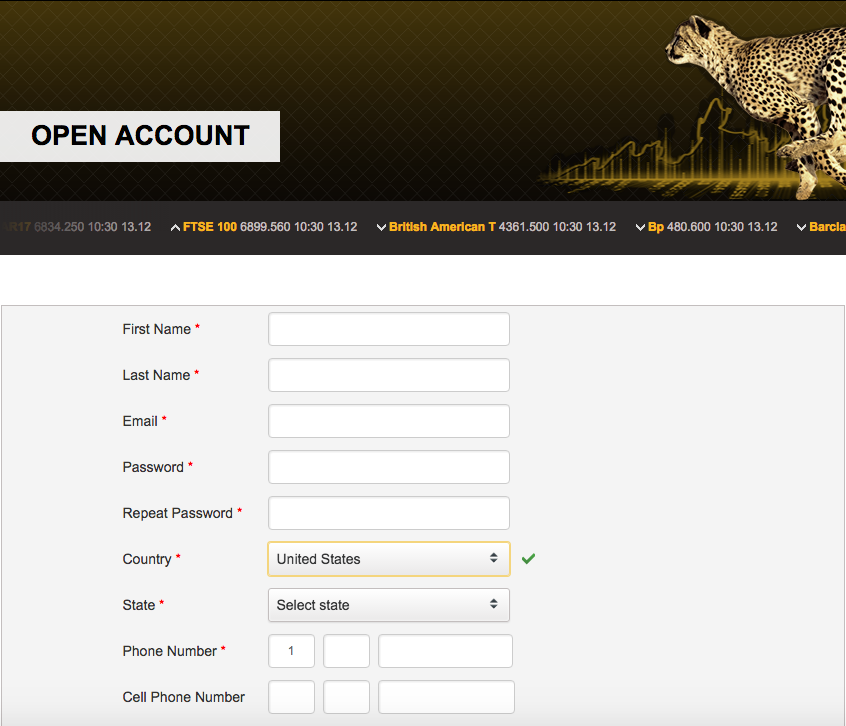 OPEN ACCOUNT
6834.250 10:30 13.12 FTSE 100 6899.560 10:30 13.12 British American T 4361.500 10:30 13.12 Bp 480.600 10:30 13.12 Barcla
First Name *
Last Name *
Email *
Password *
Repeat Password *
Country * United States
State * Select state
Phone Number * 1
Cell Phone Number